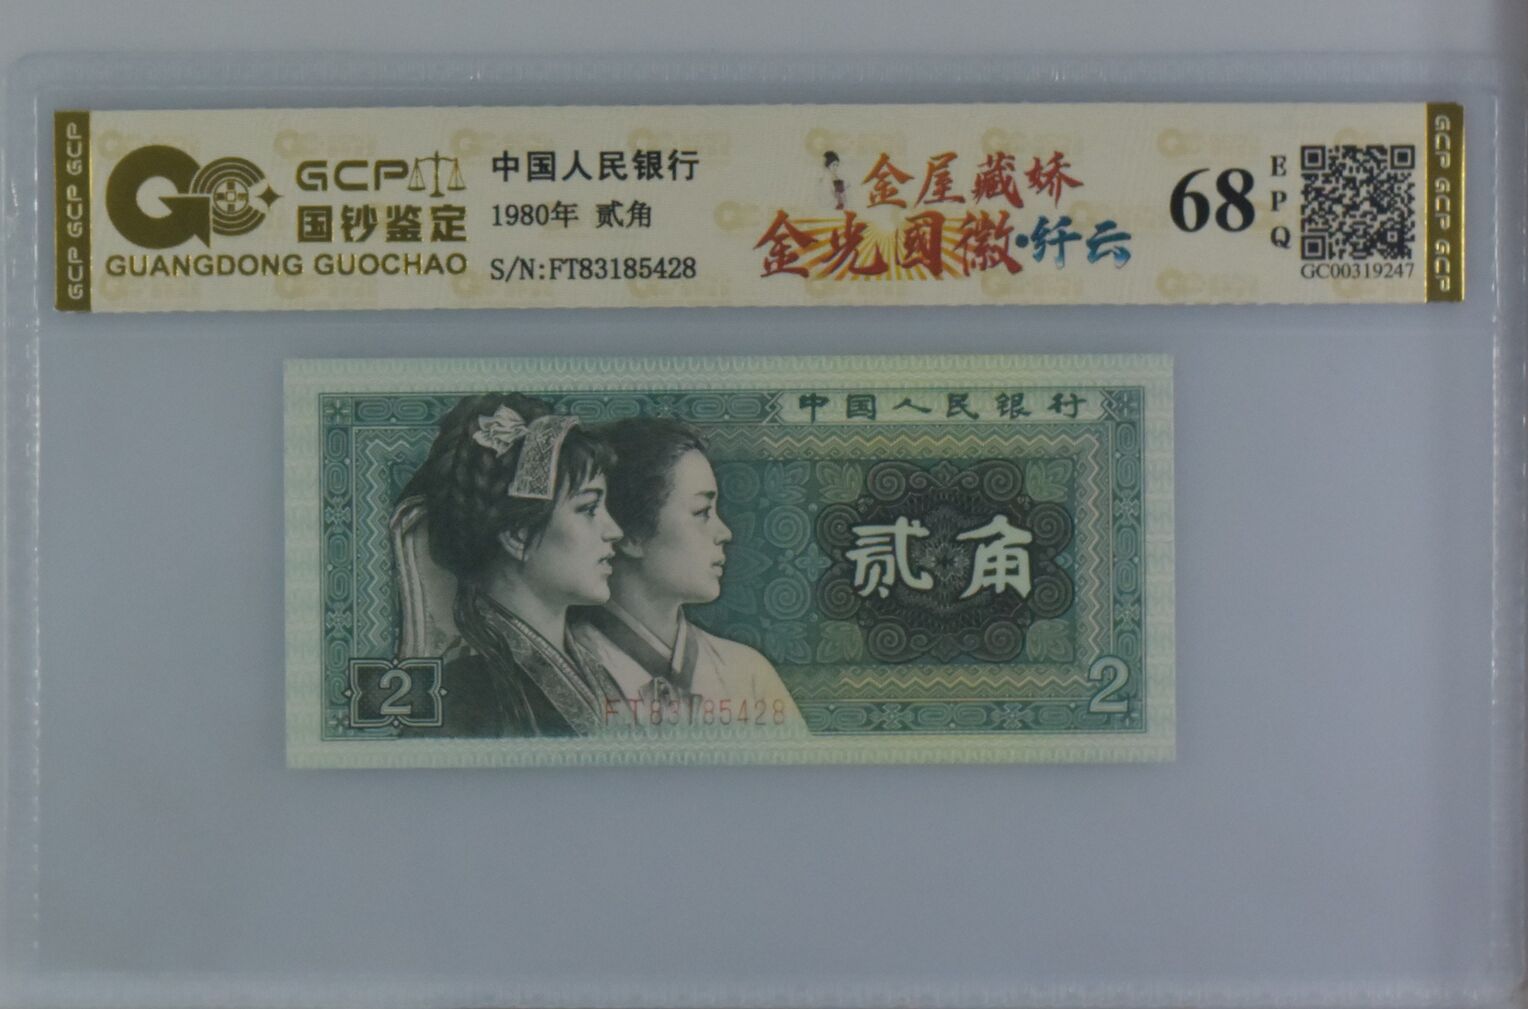 GCP GCP GCP
GCP
国钞鉴定
GUANGDONG GUOCHAO
中国人民银行
1980年 贰角
S/N:FT83185428
金屋藏娇
金光國徽·纤云
68
EPQ
GC00319247
GCP GCP GCP
中国人民银行
贰角
2
FT83185428
2